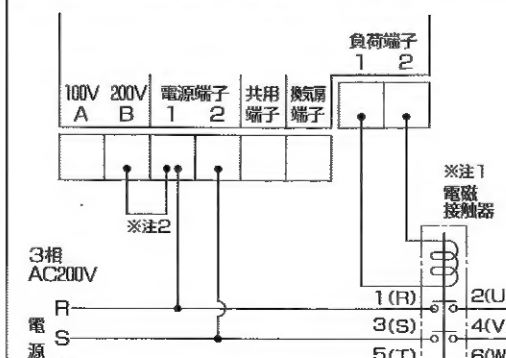 負荷端子
1 2
100V 200V 電源端子 共用 換気扇
A B 1 2 端子 端子
※注1
電磁
接触器
※注2
3相
AC200V
R
1(R) 2(U
電
S
3(S) 4(V
源
5(T) 6(W